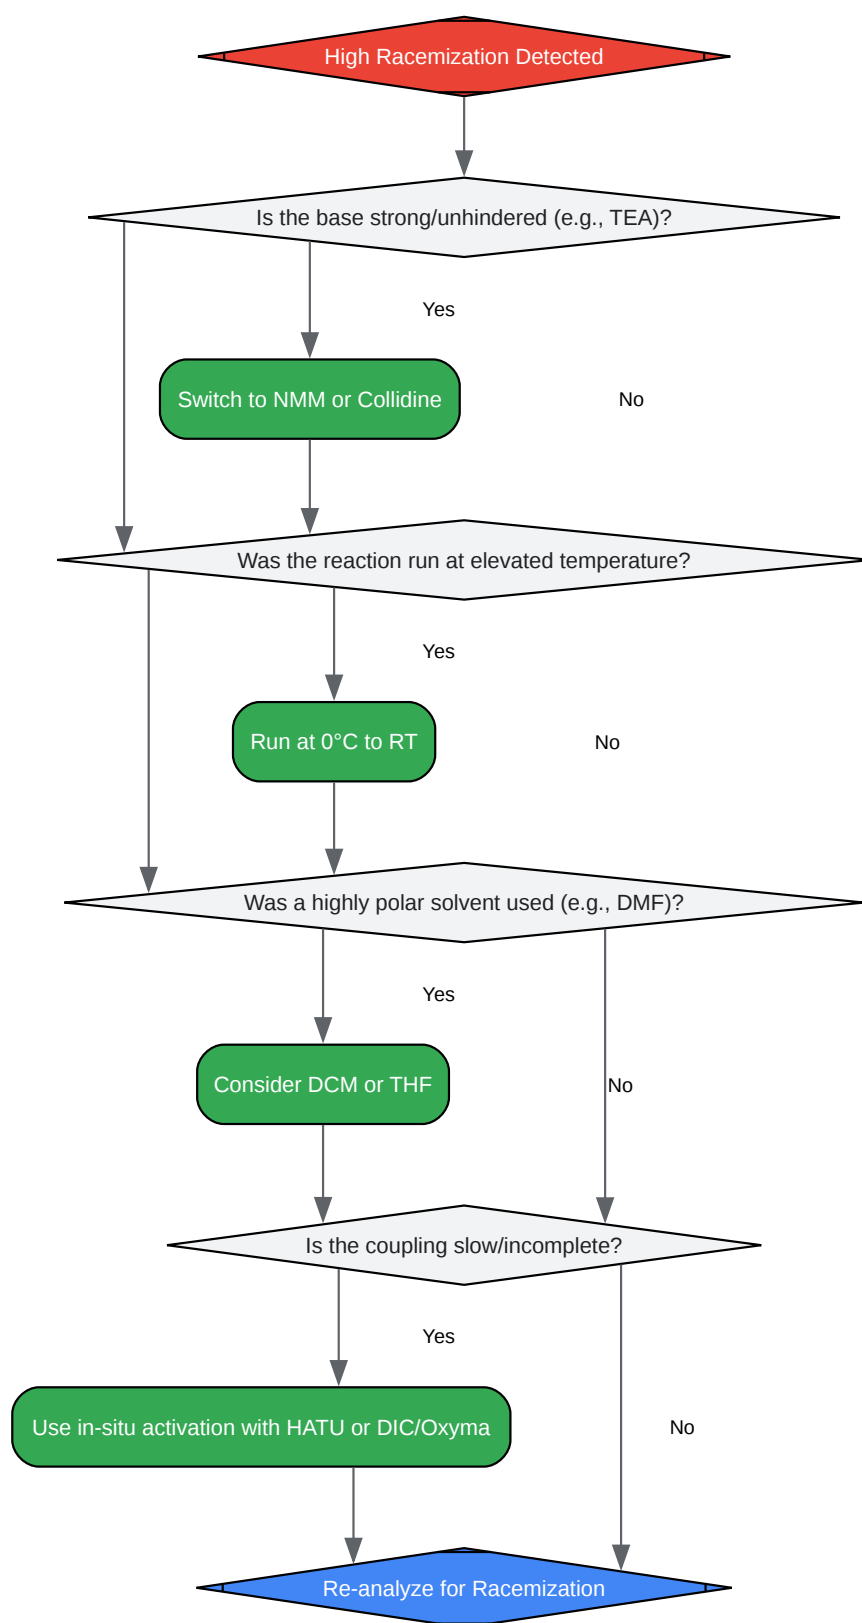 High Racemization Detected
Is the base strong/unhindered (e.g., TEA)?
Yes
Switch to NMM or Collidine
No
Was the reaction run at elevated temperature?
Yes
Run at 0°C to RT
No
Was a highly polar solvent used (e.g., DMF)?
Yes
Consider DCM or THF
No
Is the coupling slow/incomplete?
Yes
Use in-situ activation with HATU or DIC/Oxyma
No
Re-analyze for Racemization